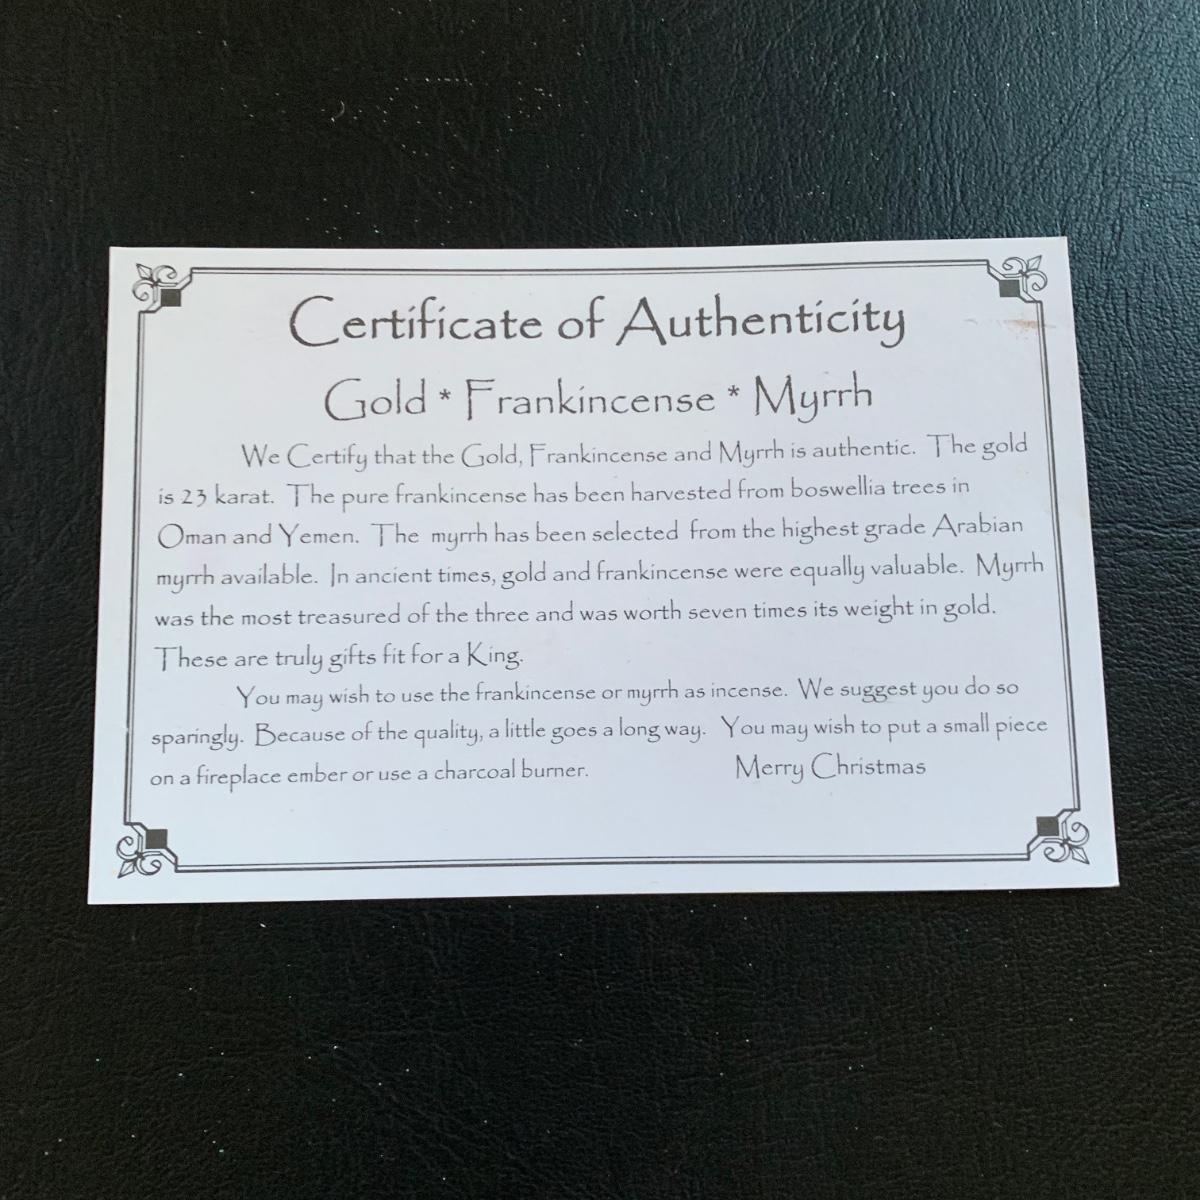 Certificate of Authenticity
Gold * Frankincense * Myrrh
We Certify that the Gold, Frankincense and Myrrh is authentic. The gold
is 23 karat. The pure frankincense has been harvested from boswellia trees in
Oman and Yemen. The myrrh has been selected from the highest grade Arabian
myrrh available. In ancient times, gold and frankincense were equally valuable. Myrrh
was the most treasured of the three and was worth seven times its weight in gold.
These are truly gifts fit for a King.
You may wish to use the frankincense or myrrh as incense. We suggest you do so
sparingly. Because of the quality, a little goes a long way. You may wish to put a small piece
on a fireplace ember or use a charcoal burner. Merry Christmas